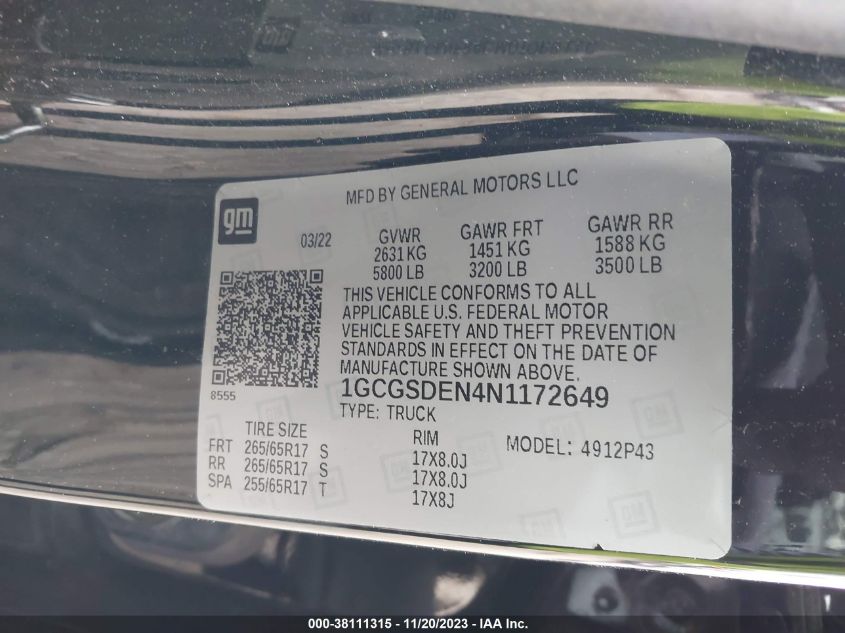 MFD BY GENERAL MOTORS LLC
gm
03/22
GVWR GAWR FRT GAWR RR
2631 KG 1451 KG 1588 KG
5800 LB 3200 LB 3500 LB
THIS VEHICLE CONFORMS TO ALL
APPLICABLE U.S. FEDERAL MOTOR
VEHICLE SAFETY AND THEFT PREVENTION
STANDARDS IN EFFECT ON THE DATE OF
MANUFACTURE SHOWN ABOVE.
8555
1GCGSDEN4N1172649
TYPE: TRUCK
TIRE SIZE RIM MODEL: 4912P43
FRT 265/65R17 S 17X8.0J
RR 265/65R17 S 17X8.0J
SPA 255/65R17 T 17X8J
000-38111315 - 11/20/2023 - IAA Inc.